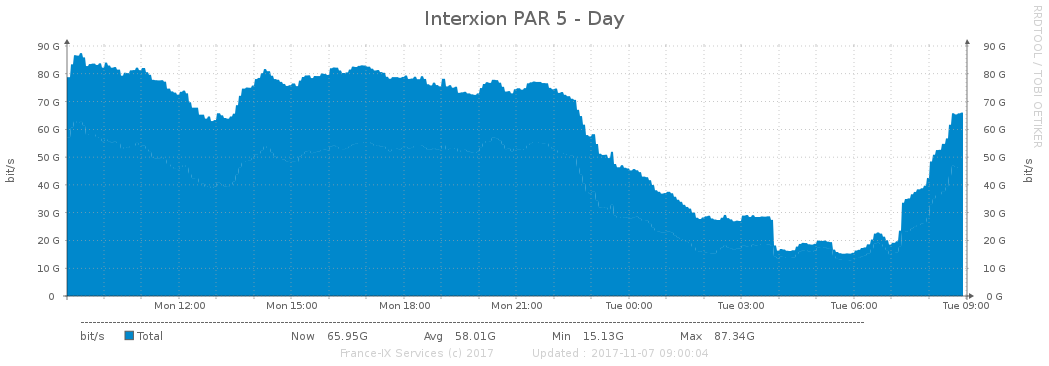 Interxion PAR 5 - Day
RRDTOOL / TOBI OETIKER
90 G 90 G
80 G 80 G
70 G 70 G
60 G 60 G
50 G 50 G
40 G 40 G
30 G 30 G
20 G 20 G
10 G 10 G
0 0 G
bit/s
bit/s
Mon 12:00 Mon 15:00 Mon 18:00 Mon 21:00 Tue 00:00 Tue 03:00 Tue 06:00 Tue 09:00
bit/s Total Now 65.95G Avg 58.01G Min 15.13G Max 87.34G
France-IX Services (c) 2017 Updated : 2017-11-07 09:00:04